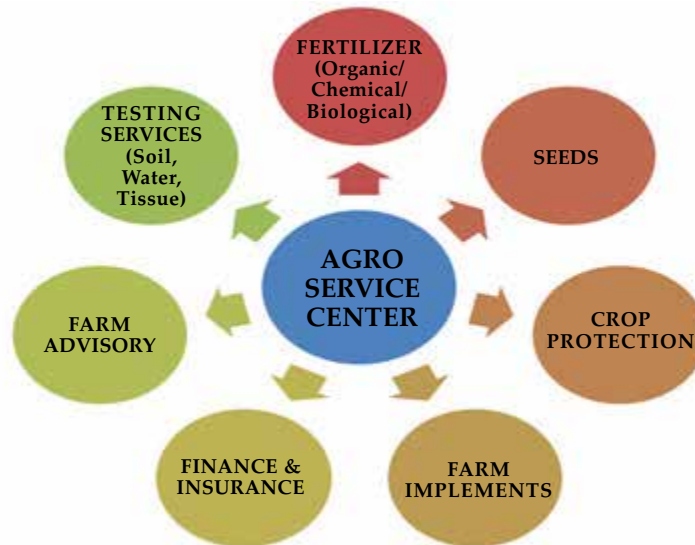 FERTILIZER
(Organic/
Chemical/
Biological)
TESTING
SERVICES
(Soil,
Water,
Tissue)
SEEDS
AGRO
SERVICE
CENTER
FARM
ADVISORY
CROP
PROTECTION
FINANCE &
INSURANCE
FARM
IMPLEMENTS